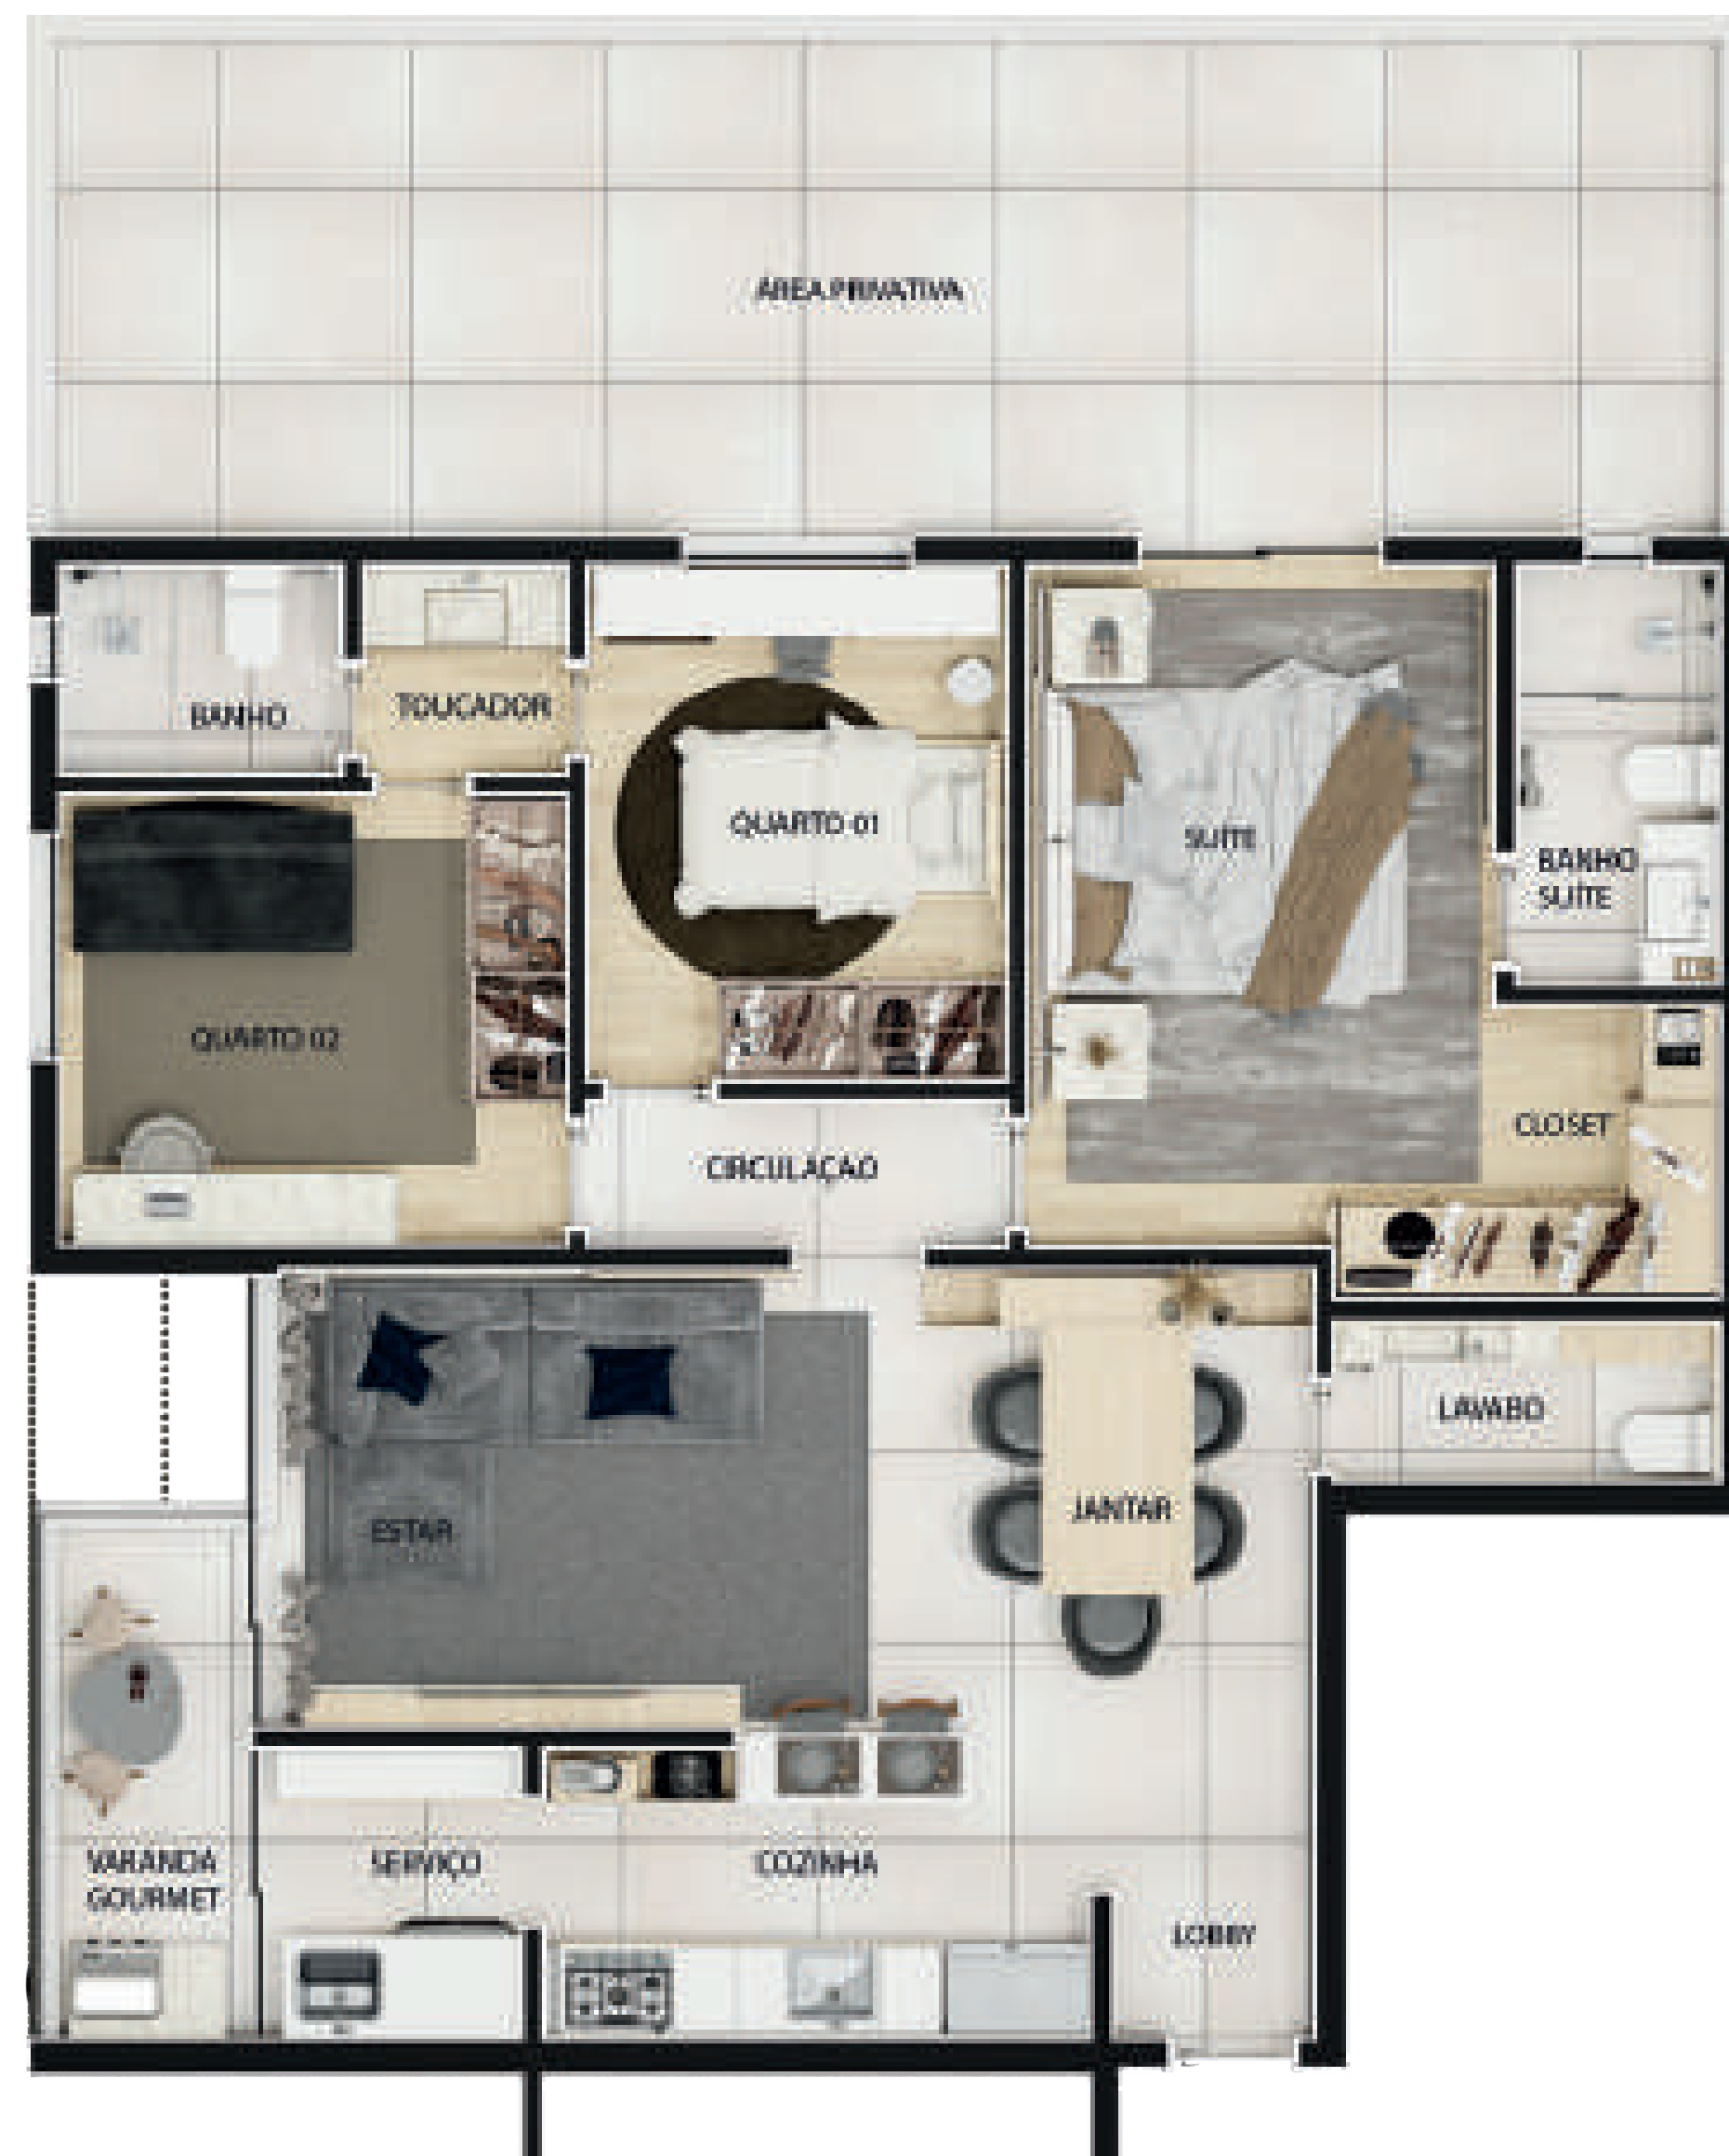 ÁREA PRIVATIVA
BANHO
TOUCADOR
QUARTO 01
SUÍTE
BANHO
SUÍTE
QUARTO 02
CLOSET
CIRCULAÇÃO
LAVABO
JANTAR
ESTAR
VARANDA
GOURMET
SERVIÇO
COZINHA
LOBBY